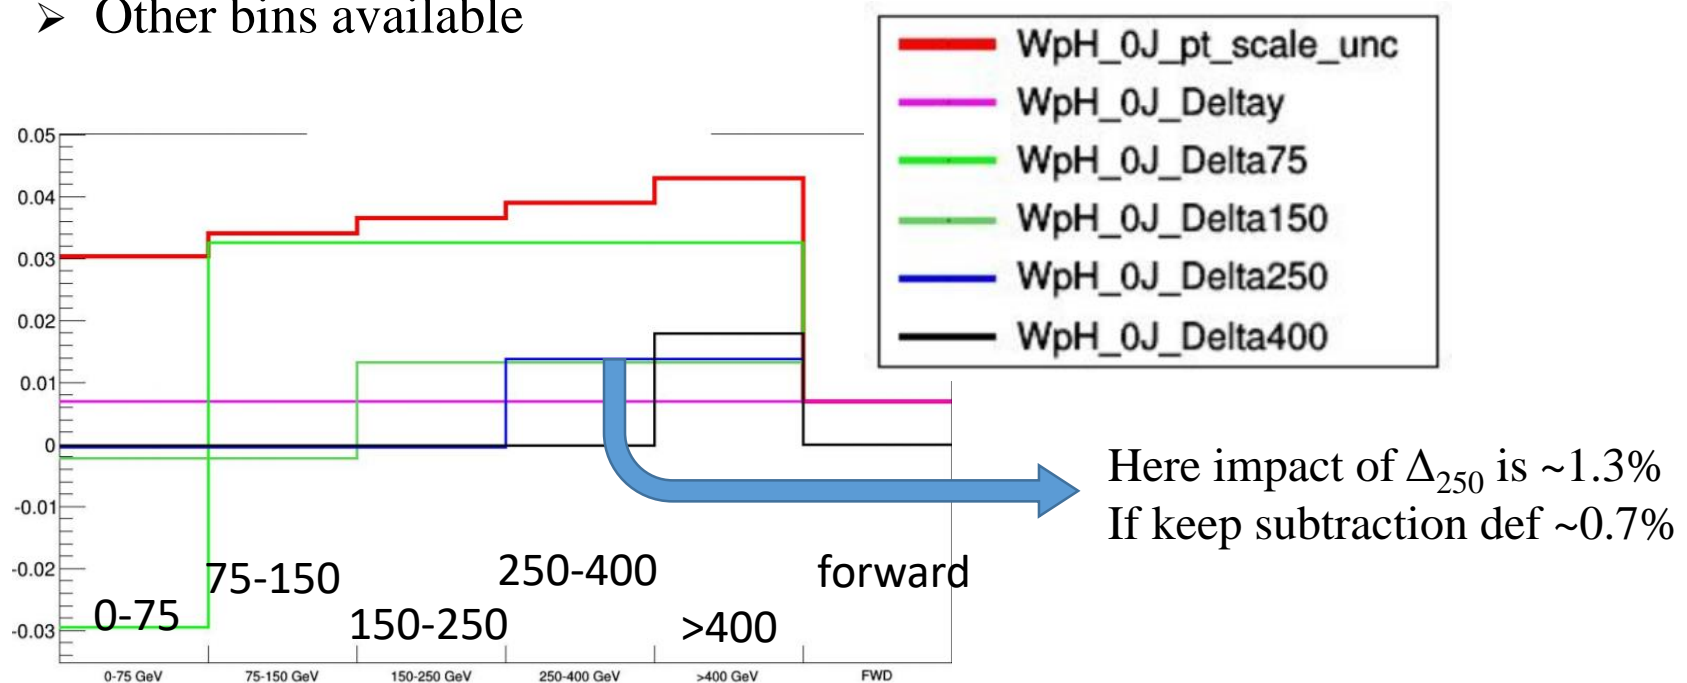 ➢ Other bins available
WpH_0J_pt_scale_unc
WpH_0J_Deltay
WpH_0J_Delta75
WpH_0J_Delta150
WpH_0J_Delta250
WpH_0J_Delta400
0.05
0.04
0.03
0.02
0.01
0
-0.01
-0.02
-0.03
Here impact of Δ250 is ~1.3%
If keep subtraction def ~0.7%
0-75
75-150
150-250
250-400
>400
forward
0-75 GeV 75-150 GeV 150-250 GeV 250-400 GeV >400 GeV FWD